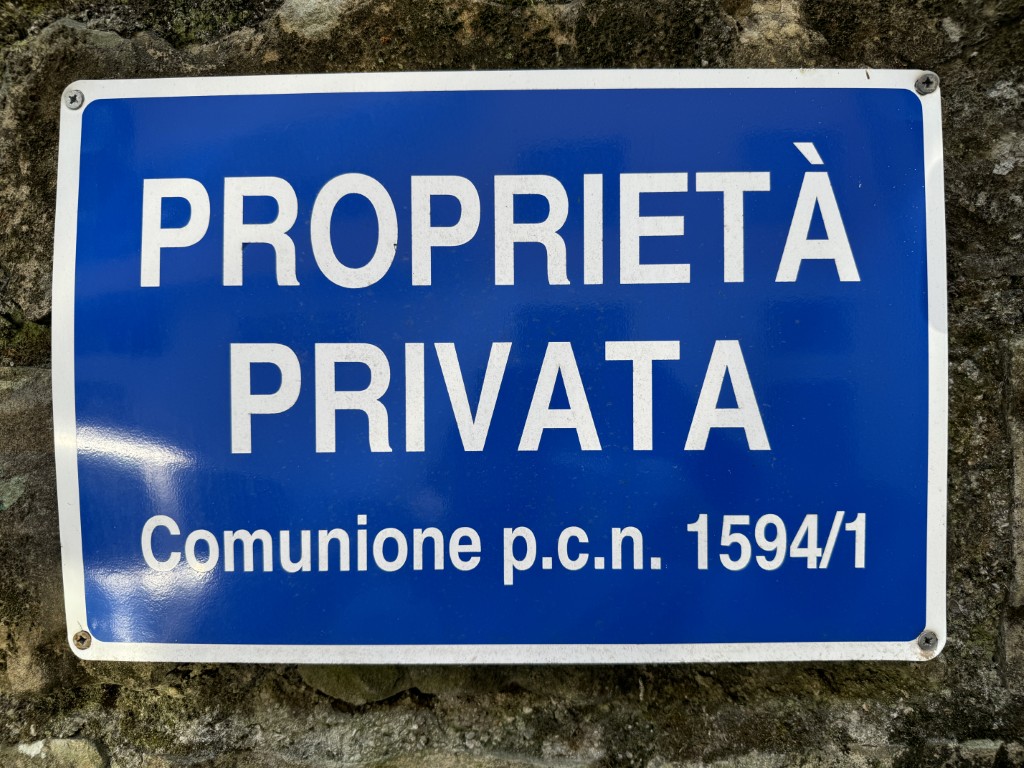 PROPRIETÀ
PRIVATA
Comunione p.c.n. 1594/1